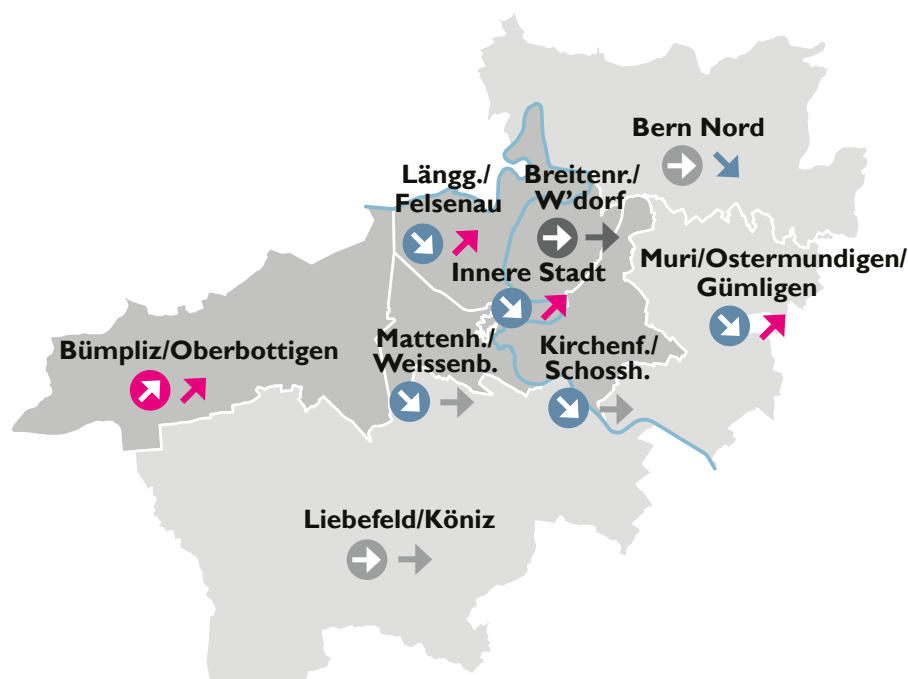 Bern Nord
Längg./
Felsenau
Breitenr./
W'dorf
Innere Stadt
Muri/Ostermundigen/
Gümligen
Bümpliz/Oberbottigen
Mattenh./
Weissenb.
Kirchenf./
Schossh.
Liebefeld/Köniz